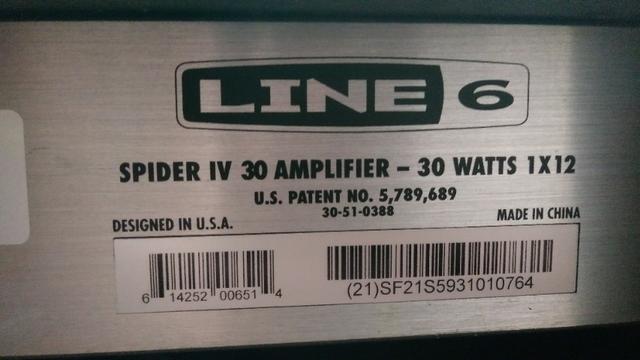 LINE 6
SPIDER IV 30 AMPLIFIER – 30 WATTS 1X12
U.S. PATENT NO. 5,789,689
30-51-0388
DESIGNED IN U.S.A.
MADE IN CHINA
6 14252 00651 4
(21)SF21S5931010764